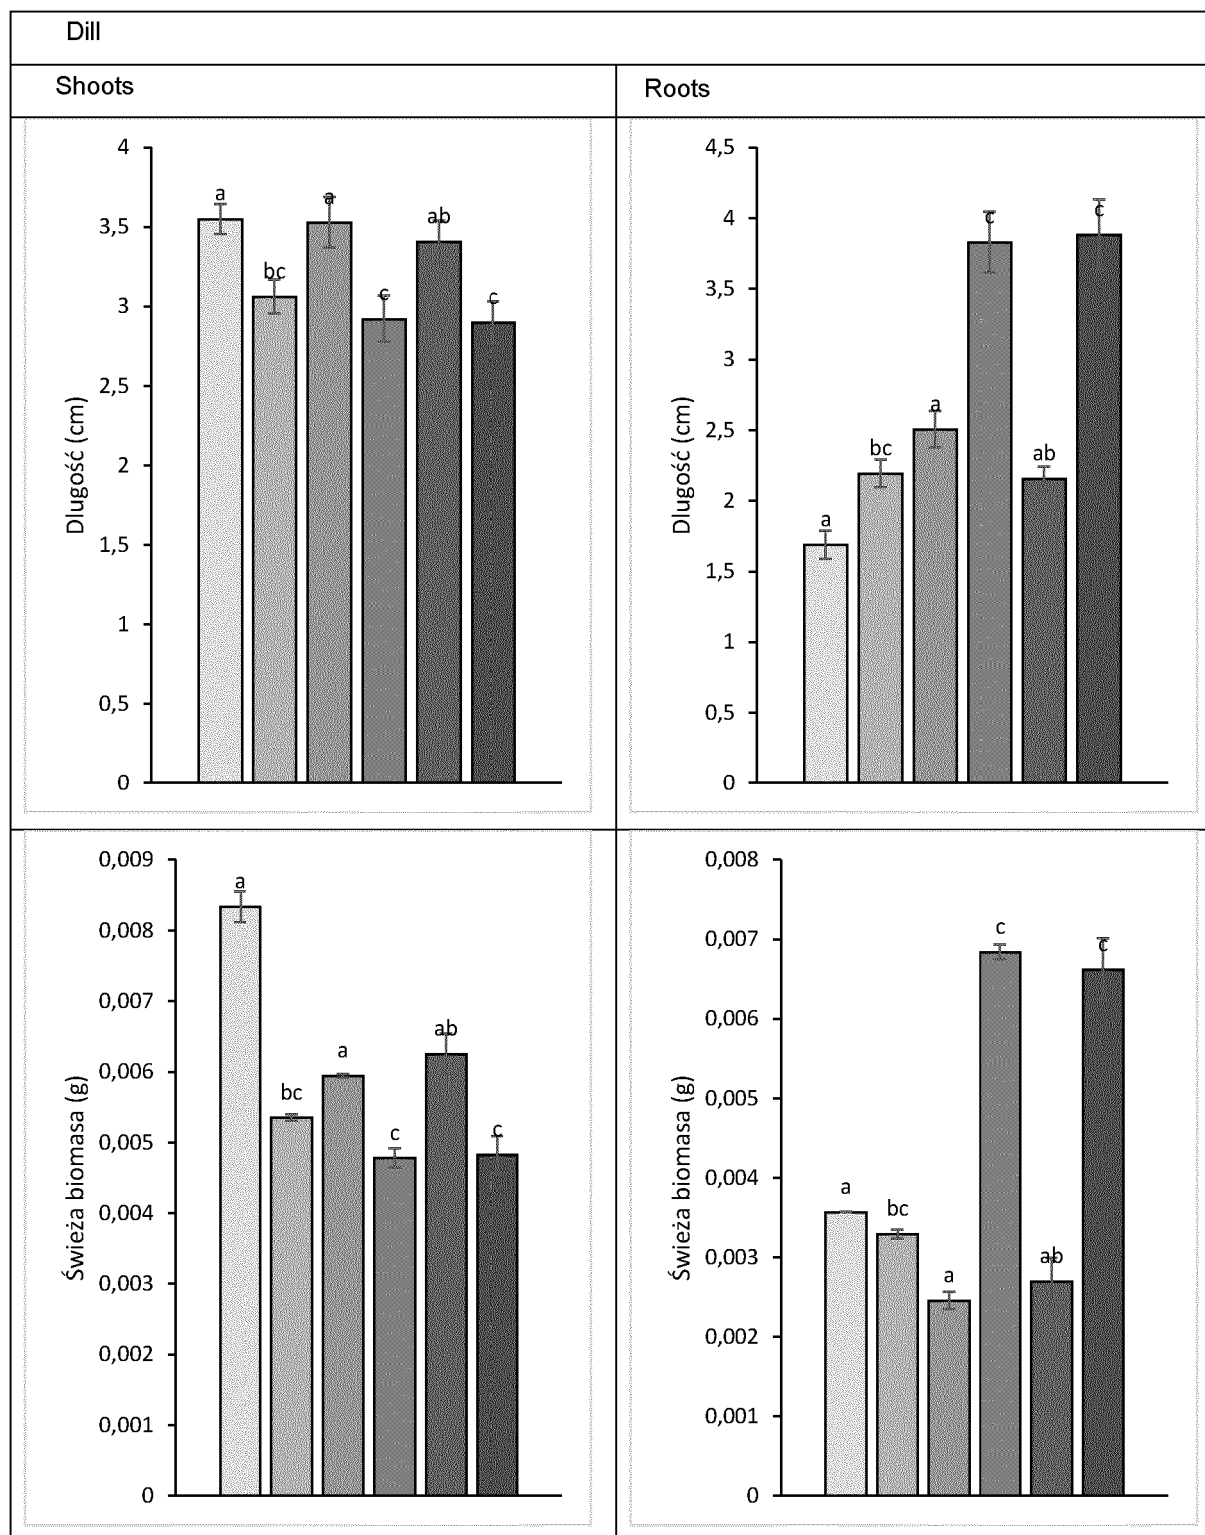 Dill
Shoots
Roots
Dlugość (cm)
4
3,5
3
2,5
2
1,5
1
0,5
0
a
bc
a
c
ab
c
Dlugość (cm)
4,5
4
3,5
3
2,5
2
1,5
1
0,5
0
a
bc
a
c
ab
c
Świeża biomasa (g)
0,009
0,008
0,007
0,006
0,005
0,004
0,003
0,002
0,001
0
a
bc
a
c
ab
c
Świeża biomasa (g)
0,008
0,007
0,006
0,005
0,004
0,003
0,002
0,001
0
a
bc
a
c
ab
c